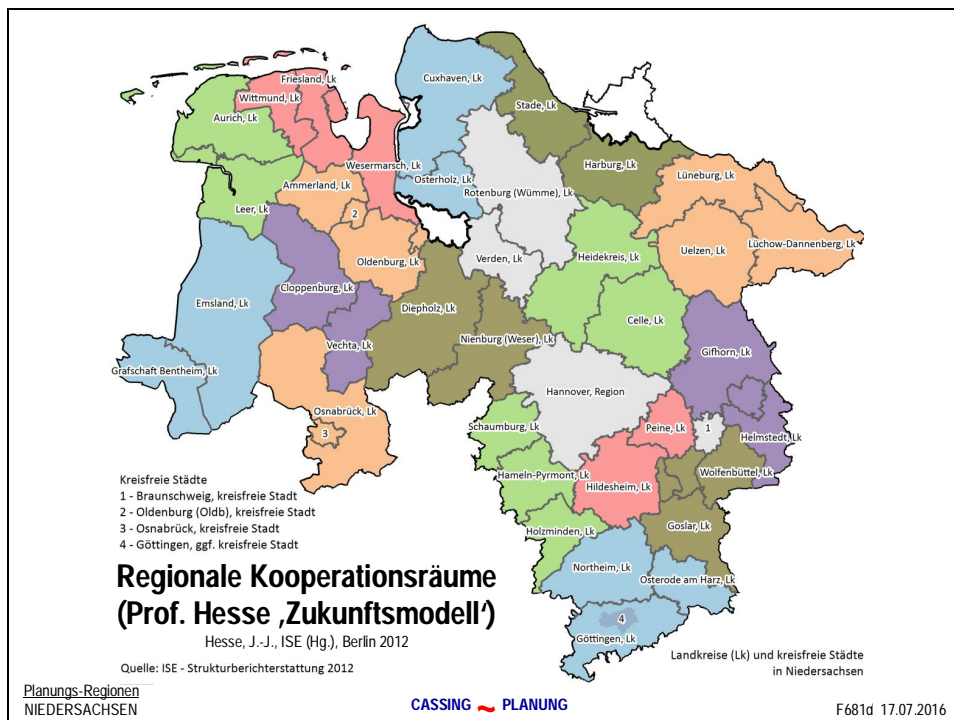 Cuxhaven, Lk
Friesland, Lk
Wittmund, Lk
Stade, Lk
Aurich, Lk
Wesermarsch, Lk
Harburg, Lk
Osterholz, Lk
Lüneburg, Lk
Ammerland, Lk
Rotenburg (Wümme), Lk
Leer, Lk
2
Lüchow-Dannenberg, Lk
Uelzen, Lk
Verden, Lk
Heidekreis, Lk
Oldenburg, Lk
Cloppenburg, Lk
Emsland, Lk
Diepholz, Lk
Celle, Lk
Nienburg (Weser), Lk
Vechta, Lk
Gifhorn, Lk
Grafschaft Bentheim, Lk
Hannover, Region
Osnabrück, Lk
Schaumburg, Lk
Peine, Lk
1
3
Helmstedt, Lk
Wolfenbüttel, Lk
Hameln-Pyrmont, Lk
Hildesheim, Lk
Holzminden, Lk
Goslar, Lk
Northeim, Lk
Osterode am Harz, Lk
4
Göttingen, Lk
Kreisfreie Städte
1 - Braunschweig, kreisfreie Stadt
2 - Oldenburg (Oldb), kreisfreie Stadt
3 - Osnabrück, kreisfreie Stadt
4 - Göttingen, ggf. kreisfreie Stadt
Regionale Kooperationsräume
(Prof. Hesse ‚Zukunftsmodell‘)
Hesse, J.-J., ISE (Hg.), Berlin 2012
Quelle: ISE - Strukturberichterstattung 2012
Landkreise (Lk) und kreisfreie Städte
in Niedersachsen
Planungs-Regionen
NIEDERSACHSEN
CASSING ~ PLANUNG
F681d 17.07.2016